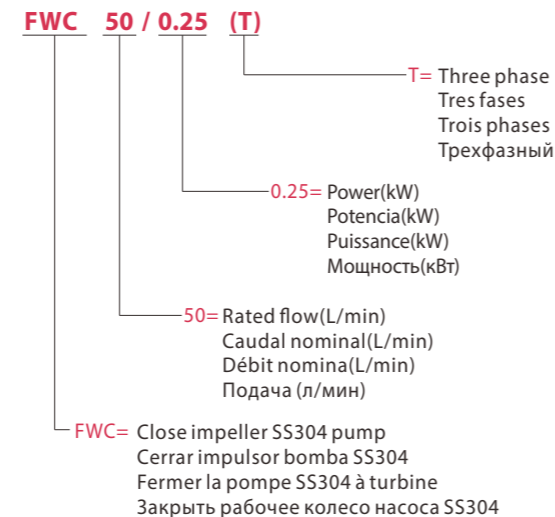 FWC 50 / 0.25 (T)
T= Three phase
Tres fases
Trois phases
Трехфазный
0.25= Power(kW)
Potencia(kW)
Puissance(kW)
Мощность(кВт)
50= Rated flow(L/min)
Caudal nominal(L/min)
Débit nomina(L/min)
Подача (л/мин)
FWC= Close impeller SS304 pump
Cerrar impulsor bomba SS304
Fermer la pompe SS304 à turbine
Закрыть рабочее колесо насоса SS304